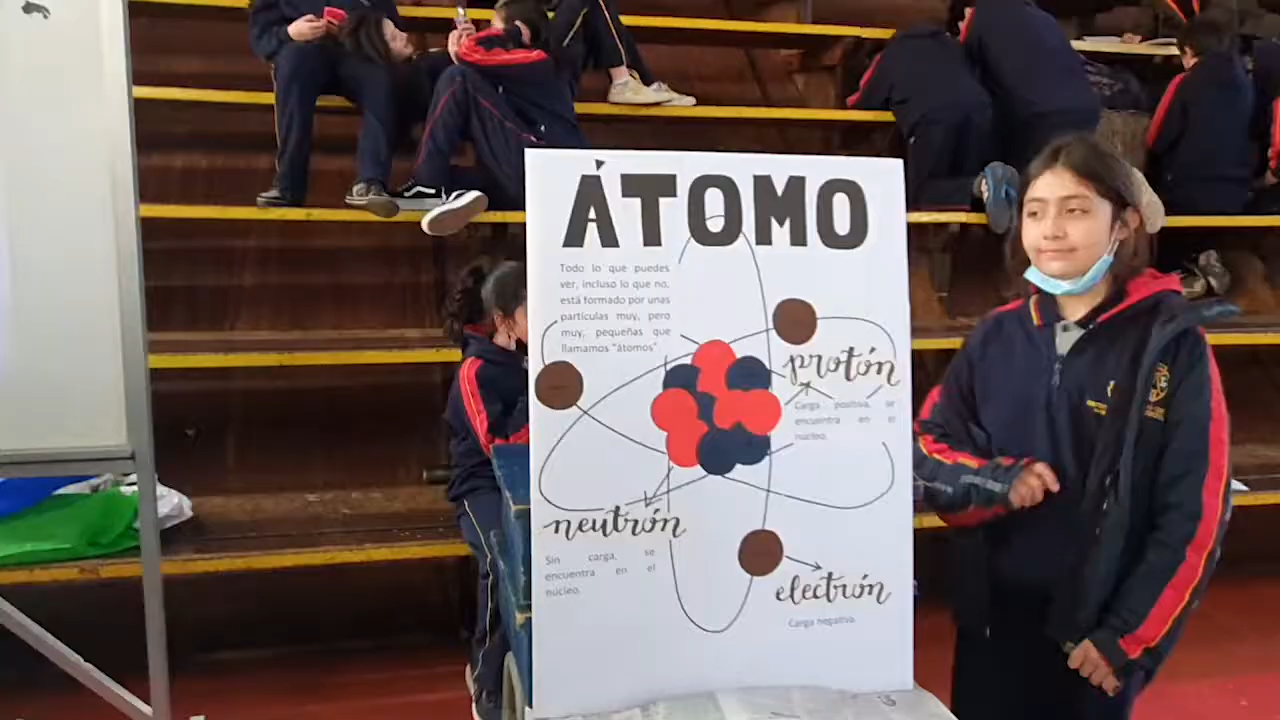 ÁTOMO
Todo lo que puedes
ver, incluso lo que no,
está formado por unas
partículas muy, pero
muy, pequeñas que
llamamos "átomos"
protón
Carga positiva, se
encuentra en el
núcleo.
neutrón
Sin carga, se
encuentra en el
núcleo.
electrón
Carga negativa.